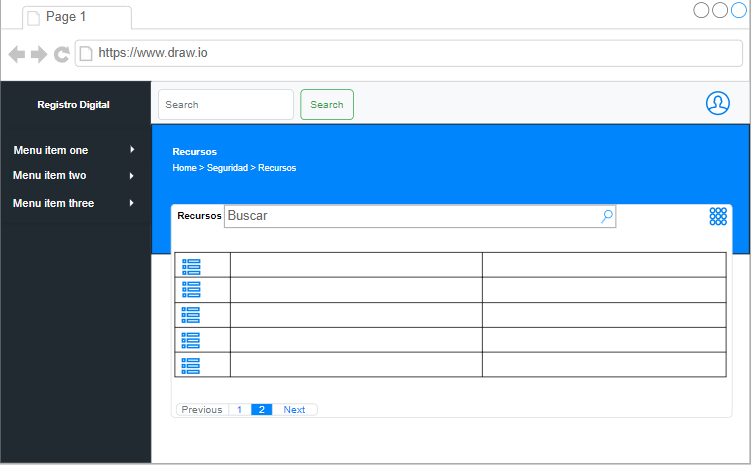 Page 1
https://www.draw.io
Registro Digital
Search
Search
Menu item one
Menu item two
Menu item three
Recursos
Home > Seguridad > Recursos
Recursos
Buscar
Previous 1 2 Next